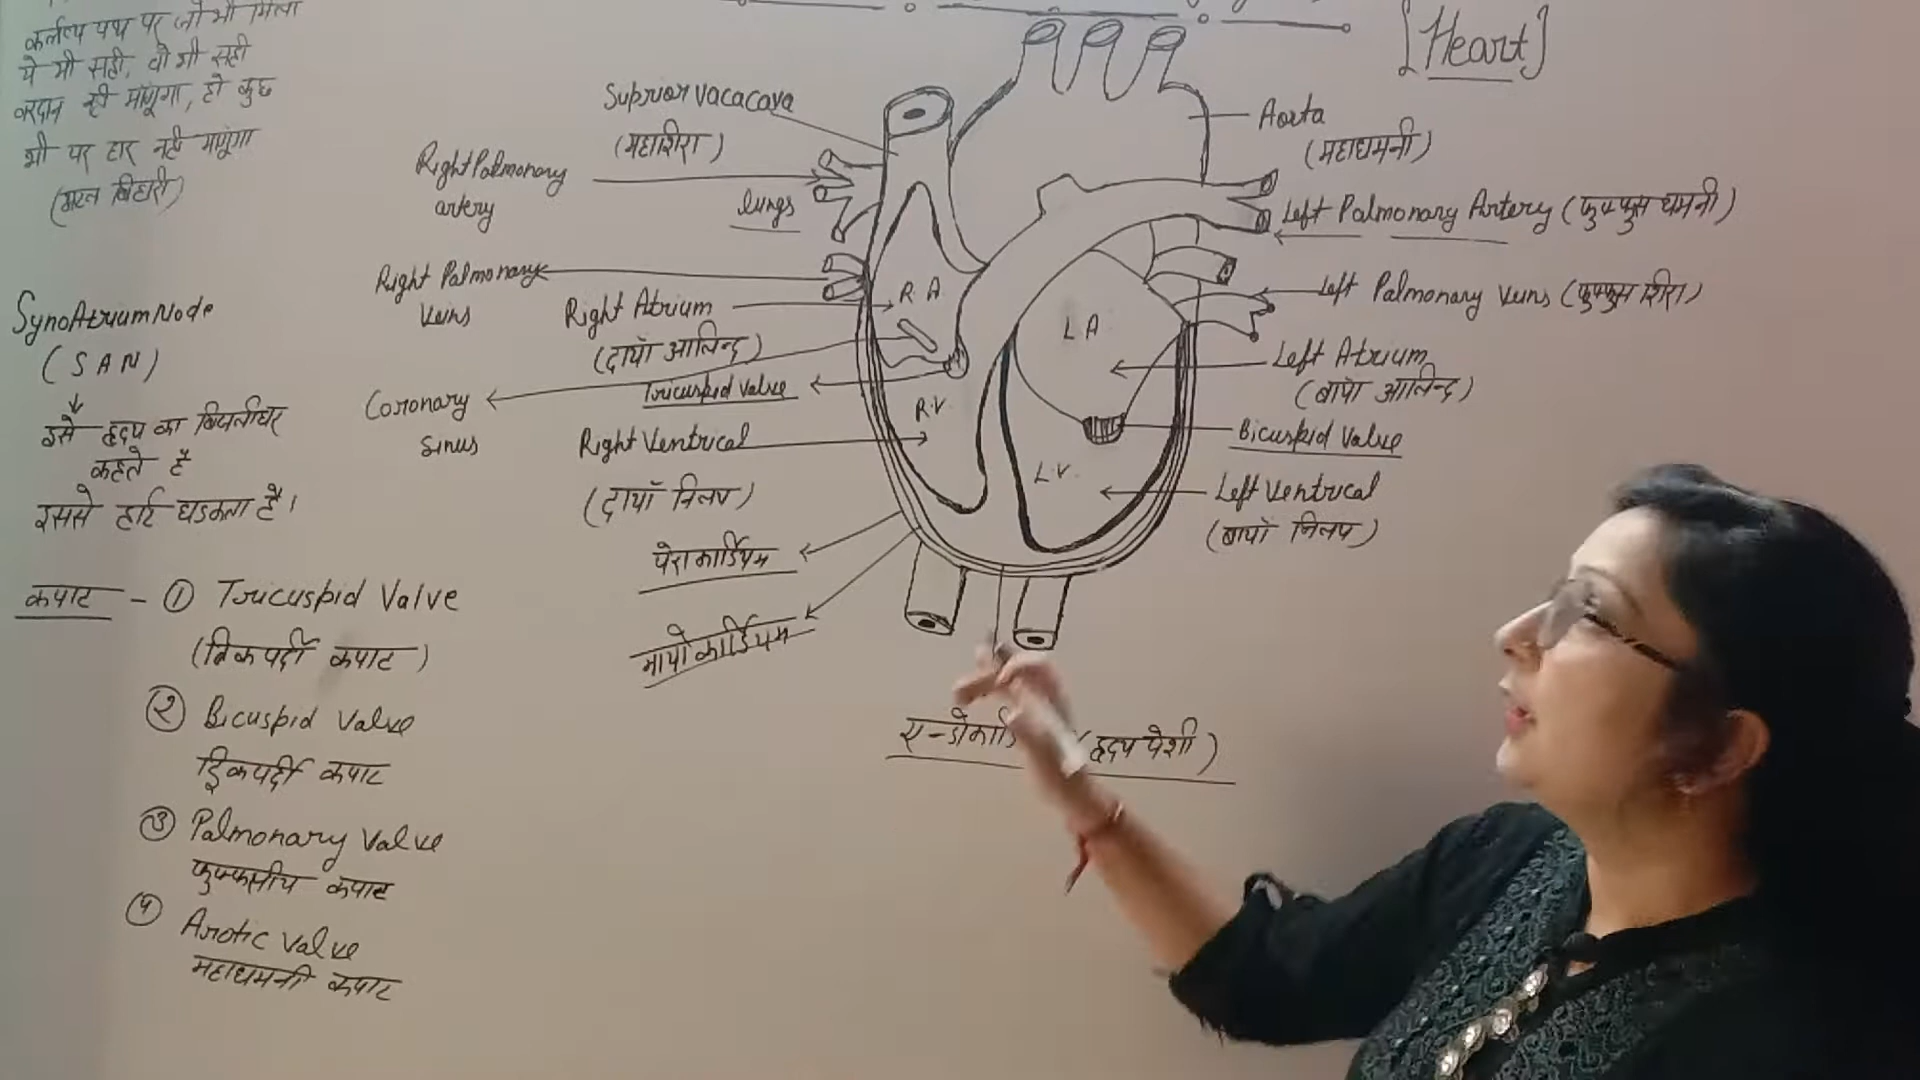 कर्तव्य पथ पर जो भी मिला
ये भी सही, वो भी सही
वरदान नही माँगूंगा, हो कुछ
भी पर हार नही मानूंगा
(अटल बिहारी)
[Heart]
Suprior vacacava
(महाशिरा)
Aorta
(महाधमनी)
Right Palmonary
artery
lungs
Left Palmonary Artery (फुफ्फुस धमनी)
Right Palmonary
veins
Left Palmonary veins (फुफ्फुस शिरा)
Right Atrium
(दायाँ आलिन्द)
R.A.
L A
Left Atrium
(बायाँ आलिन्द)
Coronary
sinus
Tricuspid valve
R.V.
Bicuspid valve
Right Ventrical
(दायाँ निलय)
L.V.
Left Ventrical
(बायाँ निलय)
पेराकार्डियम
मायोकार्डियम
(हृदय पेशी)
SynoAtriumNode
(SAN)
इसे हृदय का बिजलीघर
कहते है
इससे हार्ट धडकता है।
कपाट - ① Tricuspid Valve
(त्रिकपर्दी कपाट)
② Bicuspid valve
द्विकपर्दी कपाट
③ Palmonary valve
फुफ्फसीय कपाट
④ Arotic valve
महाधमनी कपाट